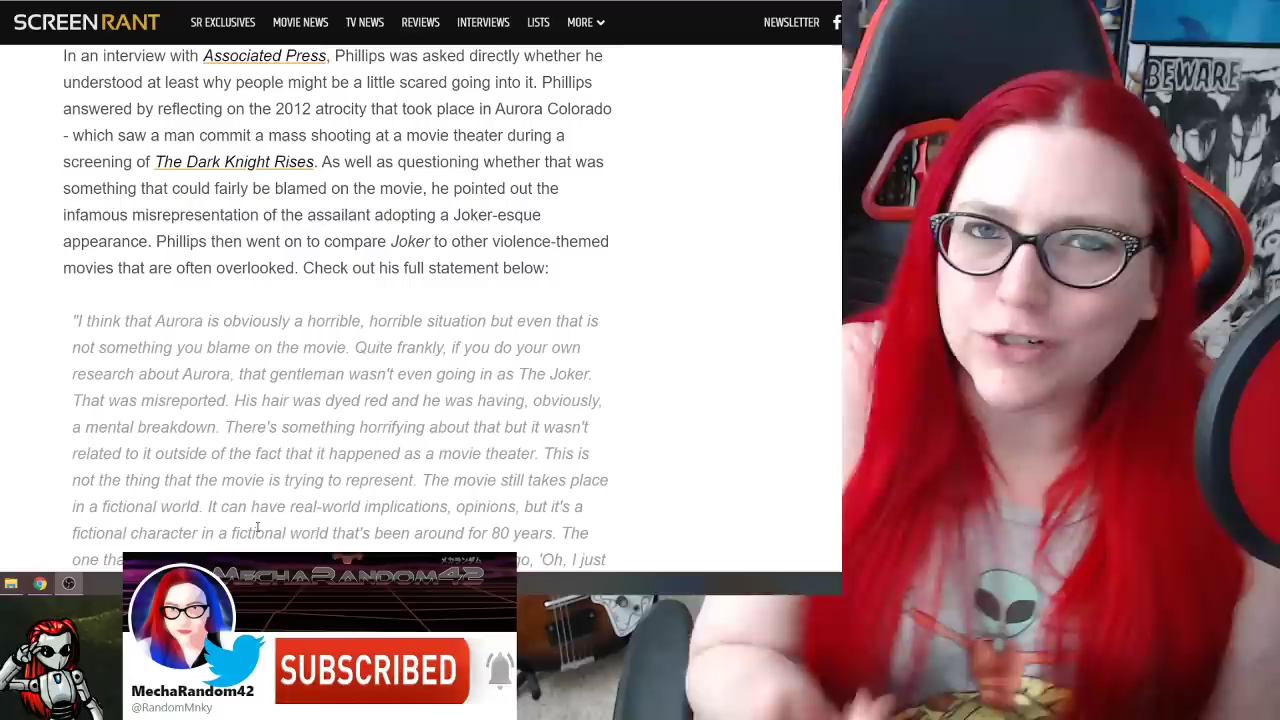 SCREENRANT SR EXCLUSIVES MOVIE NEWS TV NEWS REVIEWS INTERVIEWS LISTS MORE NEWSLETTER
In an interview with Associated Press, Phillips was asked directly whether he
understood at least why people might be a little scared going into it. Phillips
answered by reflecting on the 2012 atrocity that took place in Aurora Colorado
- which saw a man commit a mass shooting at a movie theater during a
screening of The Dark Knight Rises. As well as questioning whether that was
something that could fairly be blamed on the movie, he pointed out the
infamous misrepresentation of the assailant adopting a Joker-esque
appearance. Phillips then went on to compare Joker to other violence-themed
movies that are often overlooked. Check out his full statement below:
"I think that Aurora is obviously a horrible, horrible situation but even that is
not something you blame on the movie. Quite frankly, if you do your own
research about Aurora, that gentleman wasn't even going in as The Joker.
That was misreported. His hair was dyed red and he was having, obviously,
a mental breakdown. There's something horrifying about that but it wasn't
related to it outside of the fact that it happened as a movie theater. This is
not the thing that the movie is trying to represent. The movie still takes place
in a fictional world. It can have real-world implications, opinions, but it's a
fictional character in a fictional world that's been around for 80 years. The
one tha go, 'Oh, I just
BEWARE
メカランダム
MECHARANDOM42
SUBSCRIBED
MechaRandom42
@RandomMnky